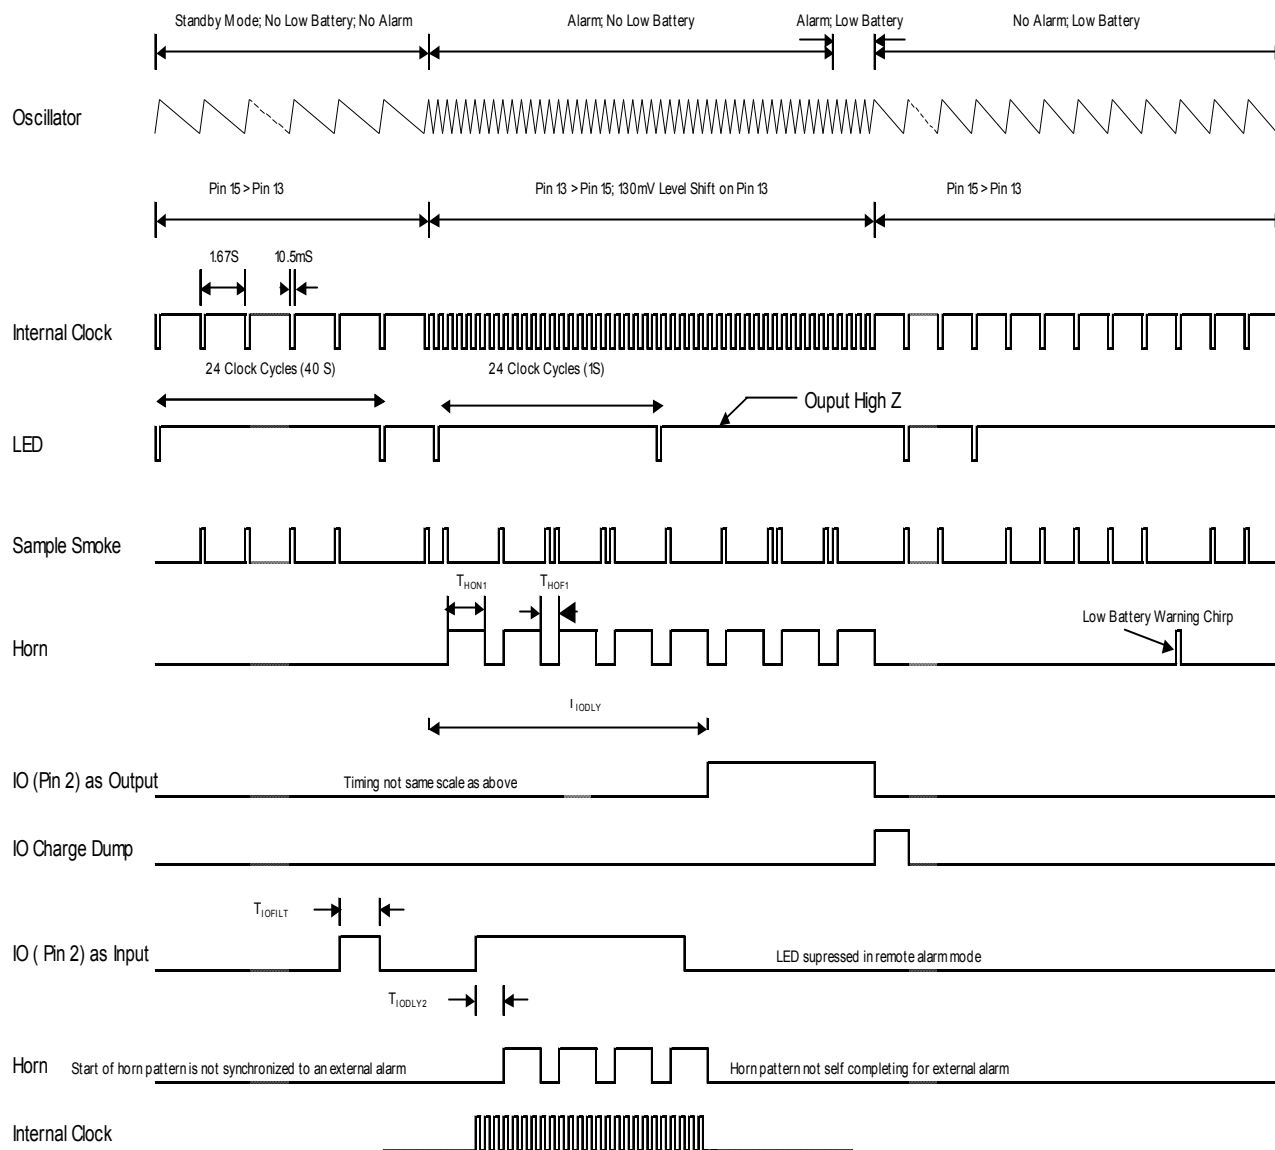 Standby Mode; No Low Battery; No Alarm
Alarm; No Low Battery
Alarm; Low Battery
No Alarm; Low Battery
Oscillator
Pin 15 > Pin 13
Pin 13 > Pin 15; 130mV Level Shift on Pin 13
Pin 15 > Pin 13
1.67S
10.5mS
Internal Clock
24 Clock Cycles (40 S)
24 Clock Cycles (1S)
Ouput High Z
LED
Sample Smoke
THON1
THOF1
Low Battery Warning Chirp
Horn
IIODLY
IO (Pin 2) as Output
Timing not same scale as above
IO Charge Dump
TIOFILT
IO ( Pin 2) as Input
LED supressed in remote alarm mode
TIODLY2
Horn
Start of horn pattern is not synchronized to an external alarm
Horn pattern not self completing for external alarm
Internal Clock